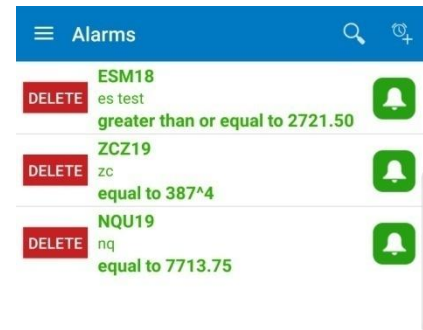 Alarms
DELETE
ESM18
es test
greater than or equal to 2721.50
DELETE
ZCZ19
zc
equal to 387^4
DELETE
NQU19
nq
equal to 7713.75